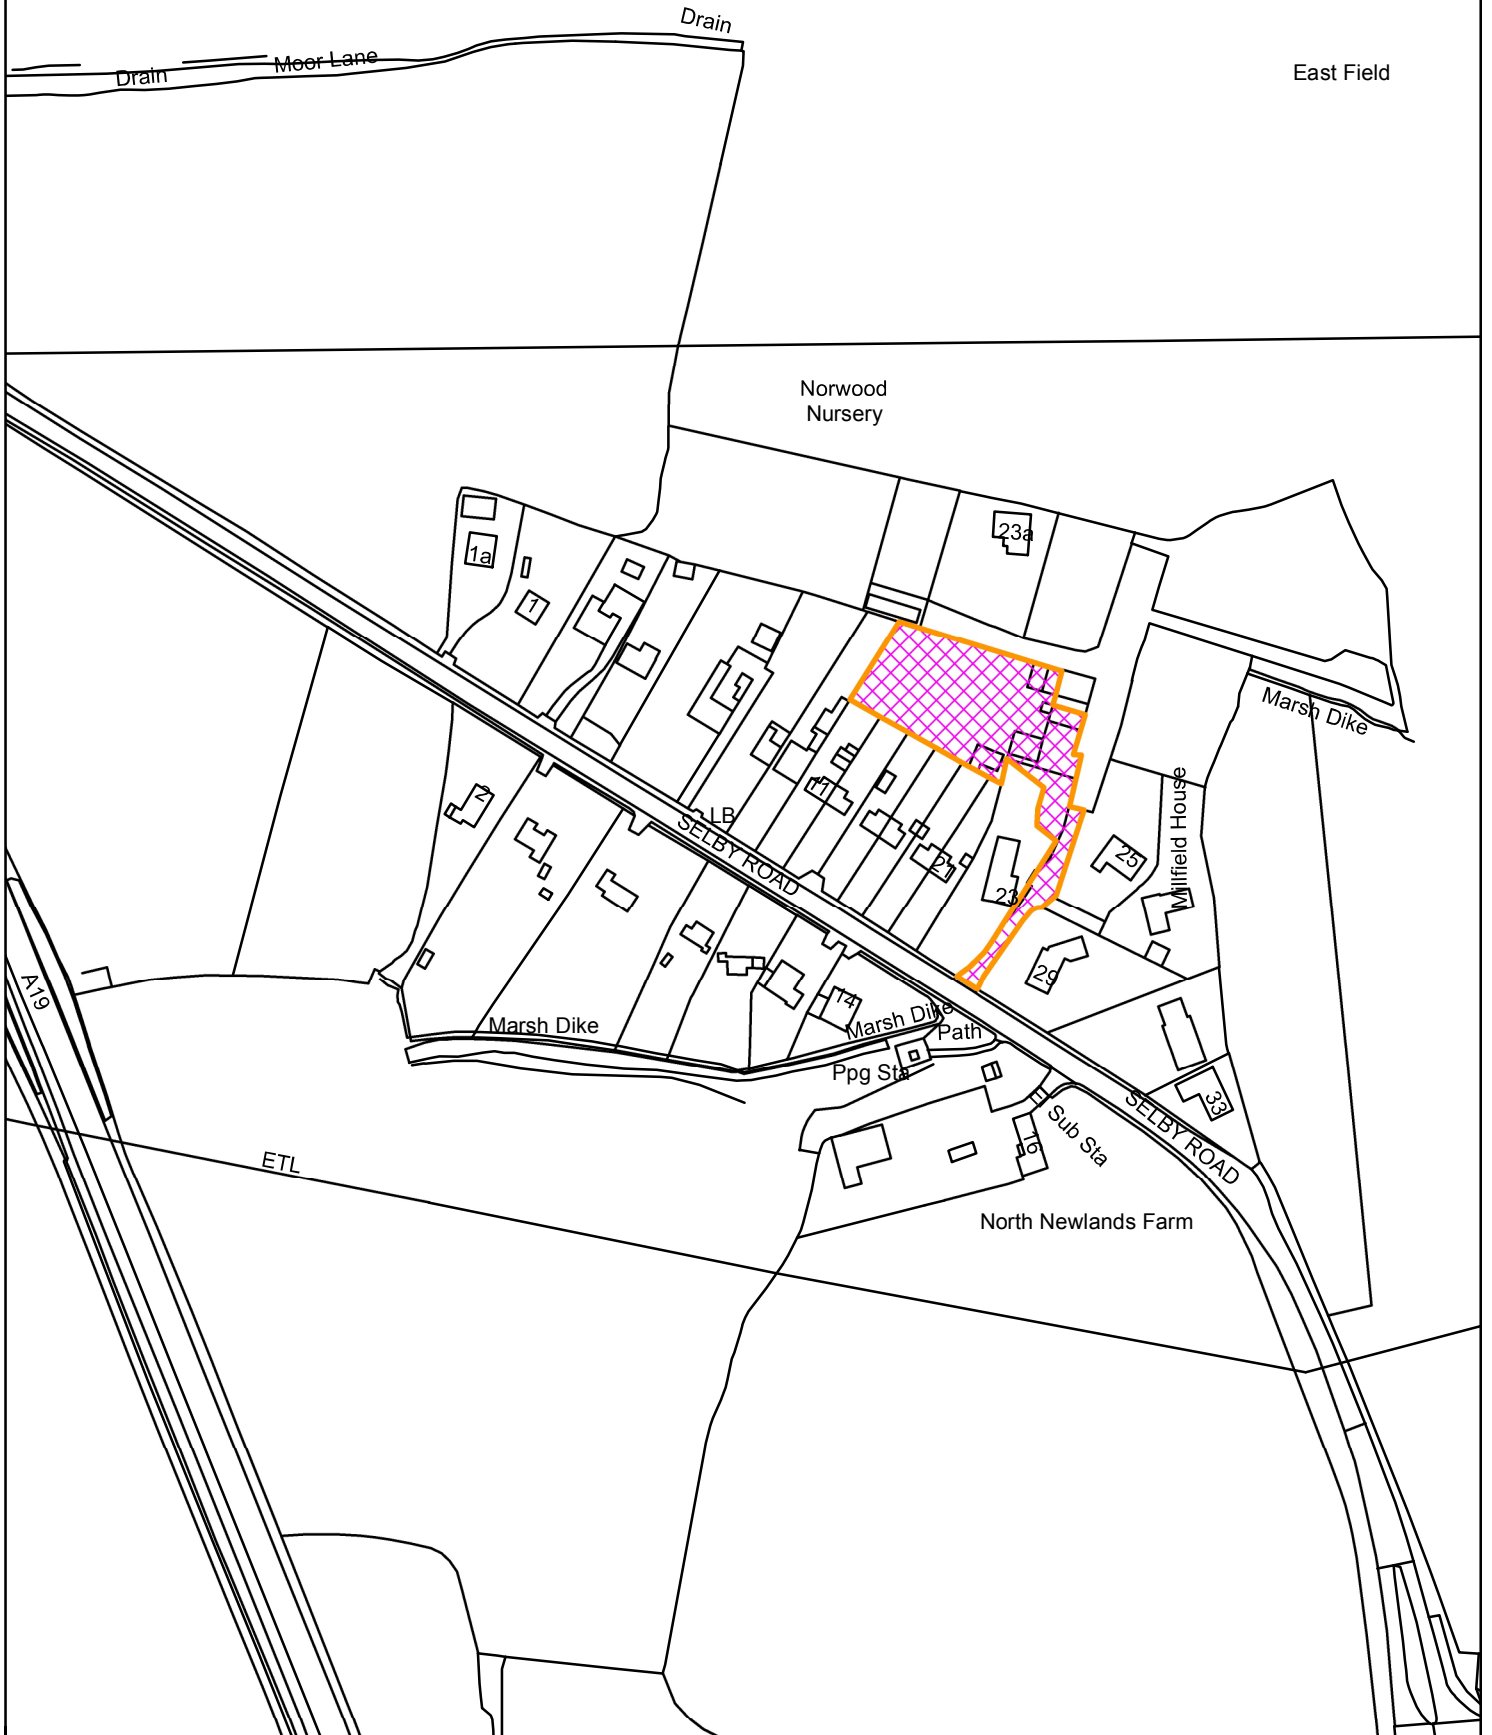 Drain
Moor Lane
Drain
East Field
Norwood
Nursery
23a
1a
1
Marsh Dike
2
11
LB
SELBY ROAD
21
23
25
Millfield House
29
A19
14
Marsh Dike
Marsh Dike
Path
Ppg Sta
33
SELBY ROAD
16
Sub Sta
ETL
North Newlands Farm